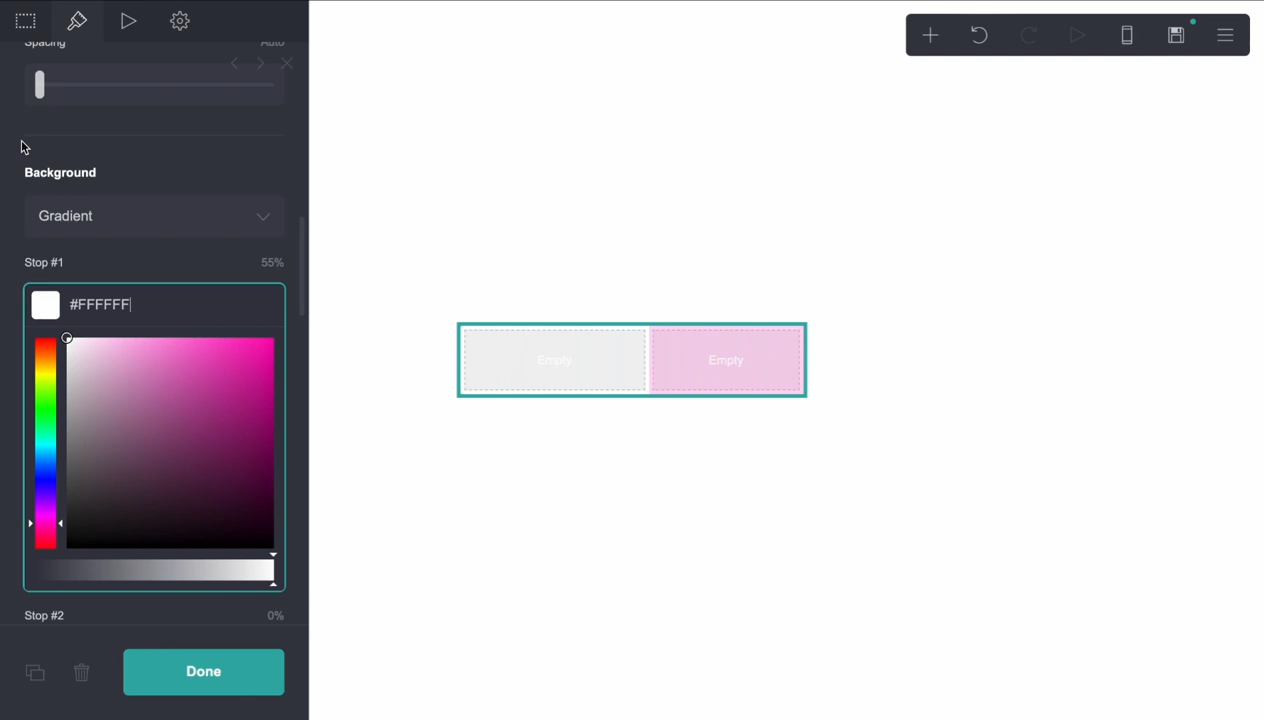 Spacing Auto
Background
Gradient
Stop #1 55%
#FFFFFF
Empty Empty
Stop #2 0%
Done